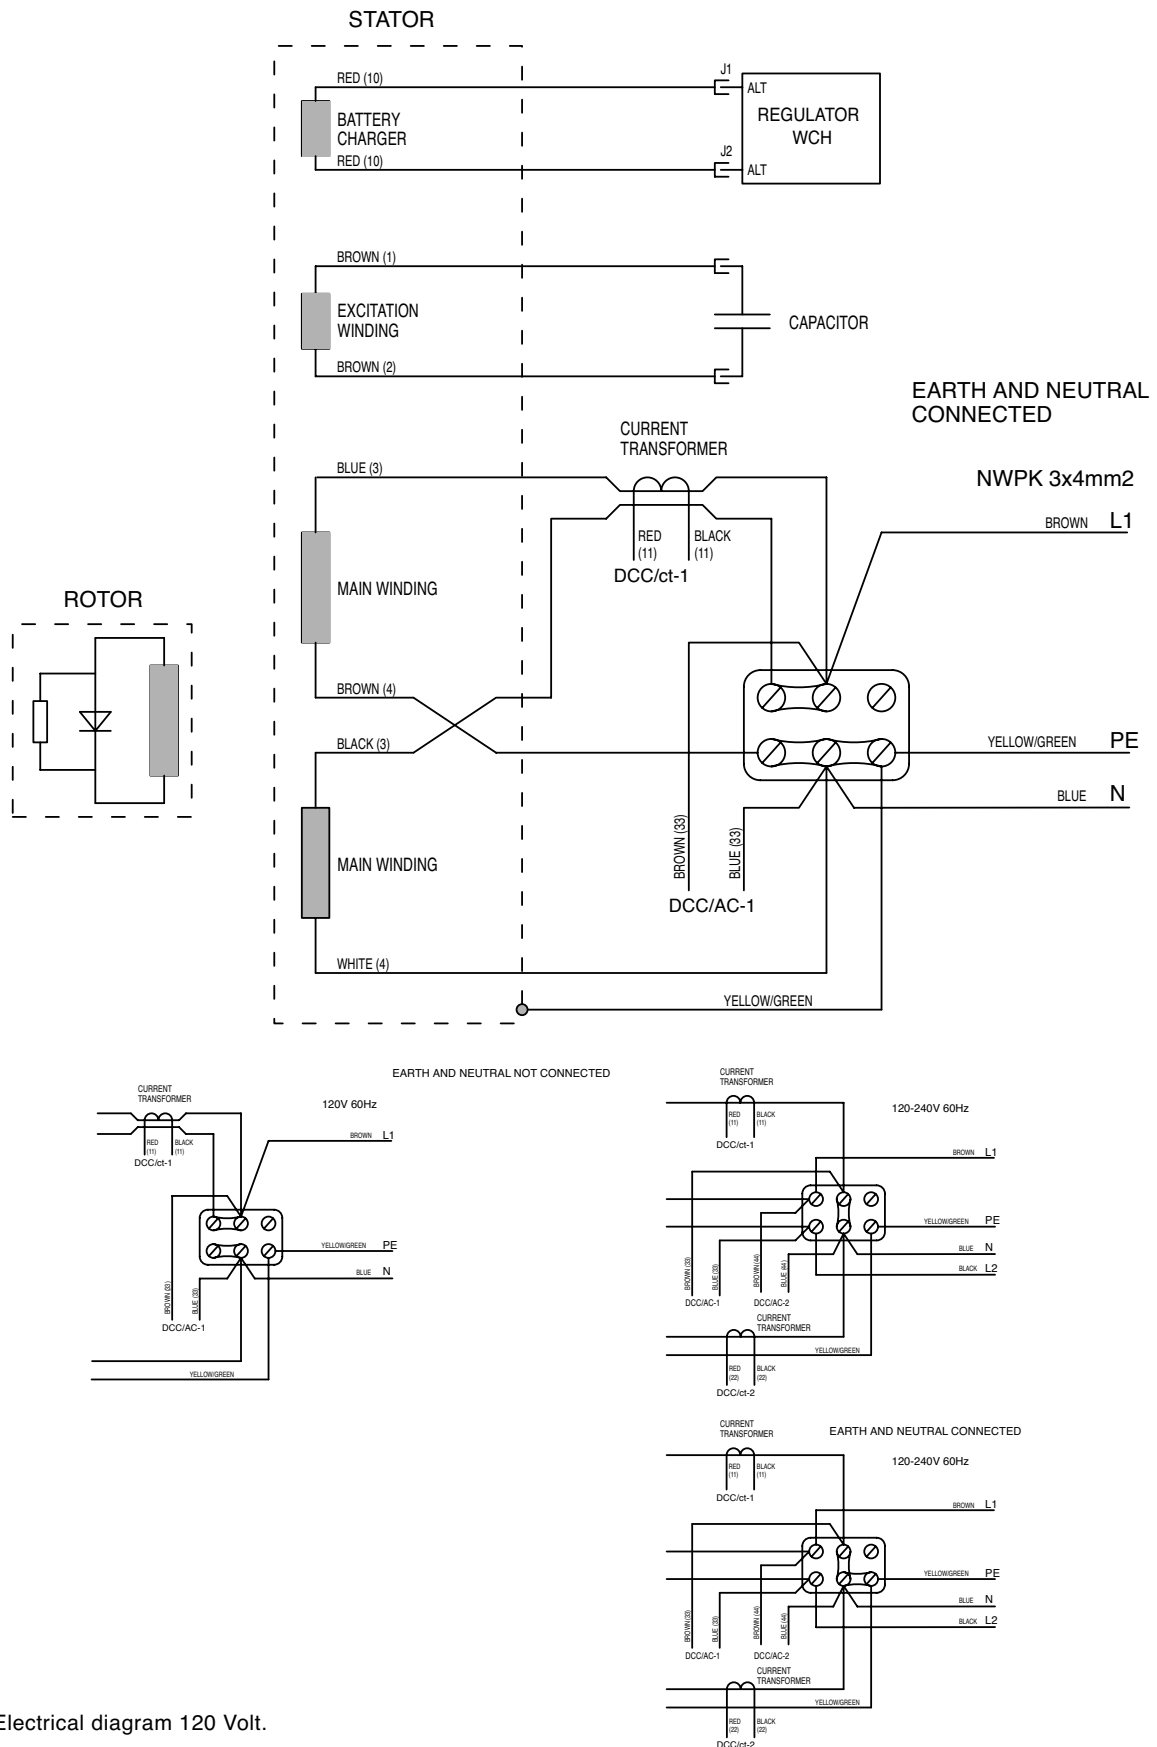 STATOR
RED (10)
J1
ALT
BATTERY
CHARGER
REGULATOR
WCH
RED (10)
J2
ALT
BROWN (1)
EXCITATION
WINDING
CAPACITOR
BROWN (2)
EARTH AND NEUTRAL
CONNECTED
CURRENT
TRANSFORMER
BLUE (3)
NWPK 3x4mm2
BROWN L1
RED
(11)
BLACK
(11)
DCC/ct-1
MAIN WINDING
ROTOR
BROWN (4)
BLACK (3)
YELLOW/GREEN PE
BLUE N
BROWN (33)
BLUE (33)
MAIN WINDING
DCC/AC-1
WHITE (4)
YELLOW/GREEN
EARTH AND NEUTRAL NOT CONNECTED
CURRENT
TRANSFORMER
120V 60Hz
BROWN L1
RED
(11)
BLACK
(11)
DCC/ct-1
YELLOW/GREEN PE
BLUE N
BROWN (33)
BLUE (33)
DCC/AC-1
YELLOW/GREEN
CURRENT
TRANSFORMER
120-240V 60Hz
RED
(11)
BLACK
(11)
DCC/ct-1
BROWN L1
YELLOW/GREEN PE
BLUE N
BLACK L2
BROWN (33)
BLUE (33)
BROWN (44)
BLUE (44)
DCC/AC-1
DCC/AC-2
CURRENT
TRANSFORMER
YELLOW/GREEN
RED
(22)
BLACK
(22)
DCC/ct-2
CURRENT
TRANSFORMER
EARTH AND NEUTRAL CONNECTED
120-240V 60Hz
RED
(11)
BLACK
(11)
DCC/ct-1
BROWN L1
YELLOW/GREEN PE
BLUE N
BLACK L2
BROWN (33)
BLUE (33)
BROWN (44)
BLUE (44)
DCC/AC-1
DCC/AC-2
CURRENT
TRANSFORMER
YELLOW/GREEN
RED
(22)
BLACK
(22)
DCC/ct-2
Electrical diagram 120 Volt.